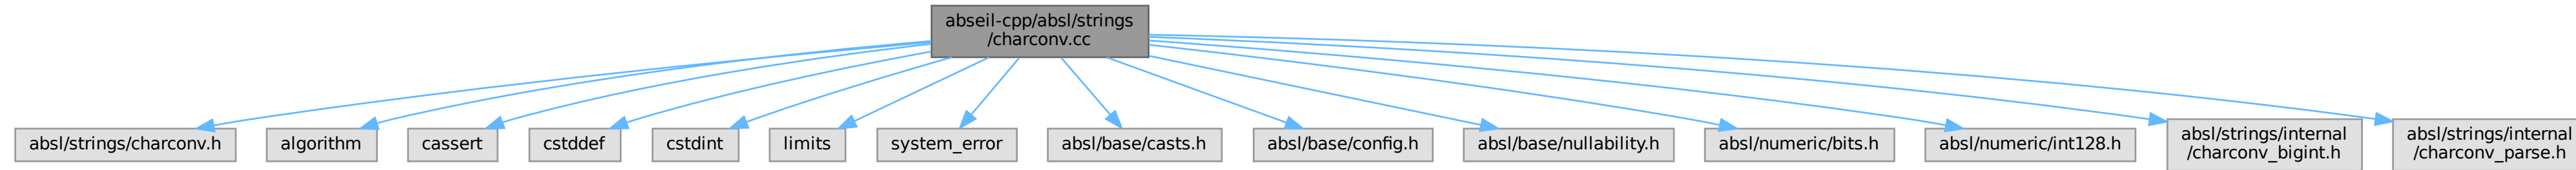 abseil-cpp/absl/strings
/charconv.cc
absl/strings/charconv.h
algorithm
cassert
cstddef
cstdint
limits
system_error
absl/base/casts.h
absl/base/config.h
absl/base/nullability.h
absl/numeric/bits.h
absl/numeric/int128.h
absl/strings/internal
/charconv_bigint.h
absl/strings/internal
/charconv_parse.h